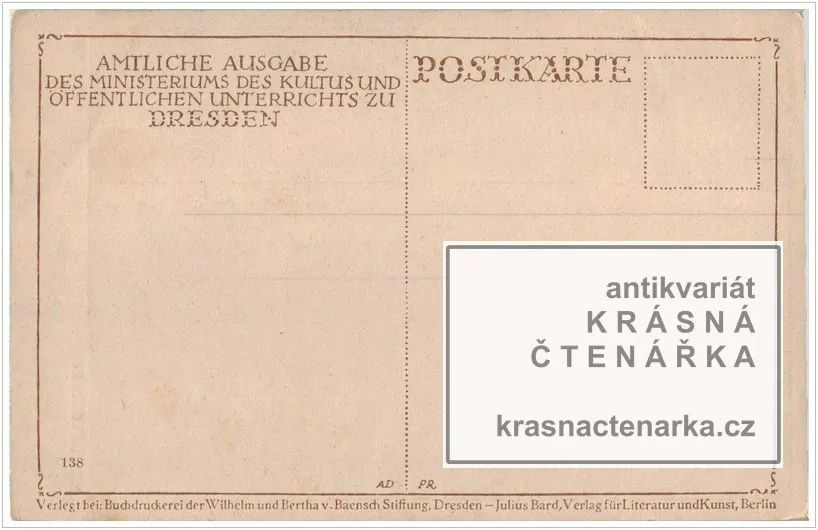 AMTLICHE AUSGABE
DES MINISTERIUMS DES KULTUS UND
ÖFFENTLICHEN UNTERRICHTS ZU
DRESDEN
POSTKARTE
antikvariát
KRÁSNÁ
ČTENÁŘKA
krasnactenarka.cz
138
AD PR
Verlegt bei: Buchdruckerei der Wilhelm und Bertha v. Baensch Stiftung, Dresden – Julius Bard, Verlag für Literatur und Kunst, Berlin